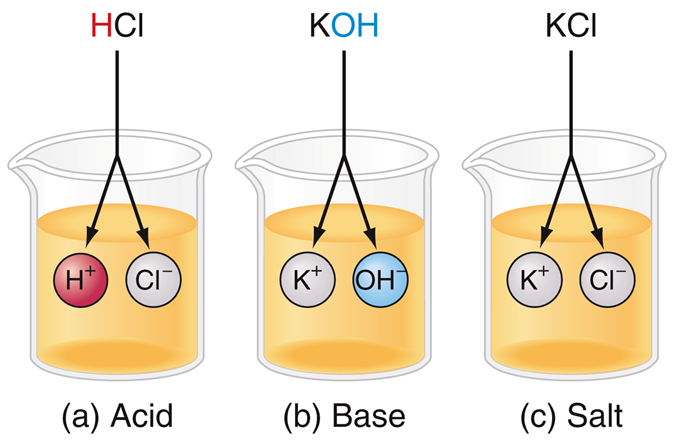 HCl
KOH
KCl
H⁺
Cl⁻
K⁺
OH⁻
K⁺
Cl⁻
(a) Acid
(b) Base
(c) Salt